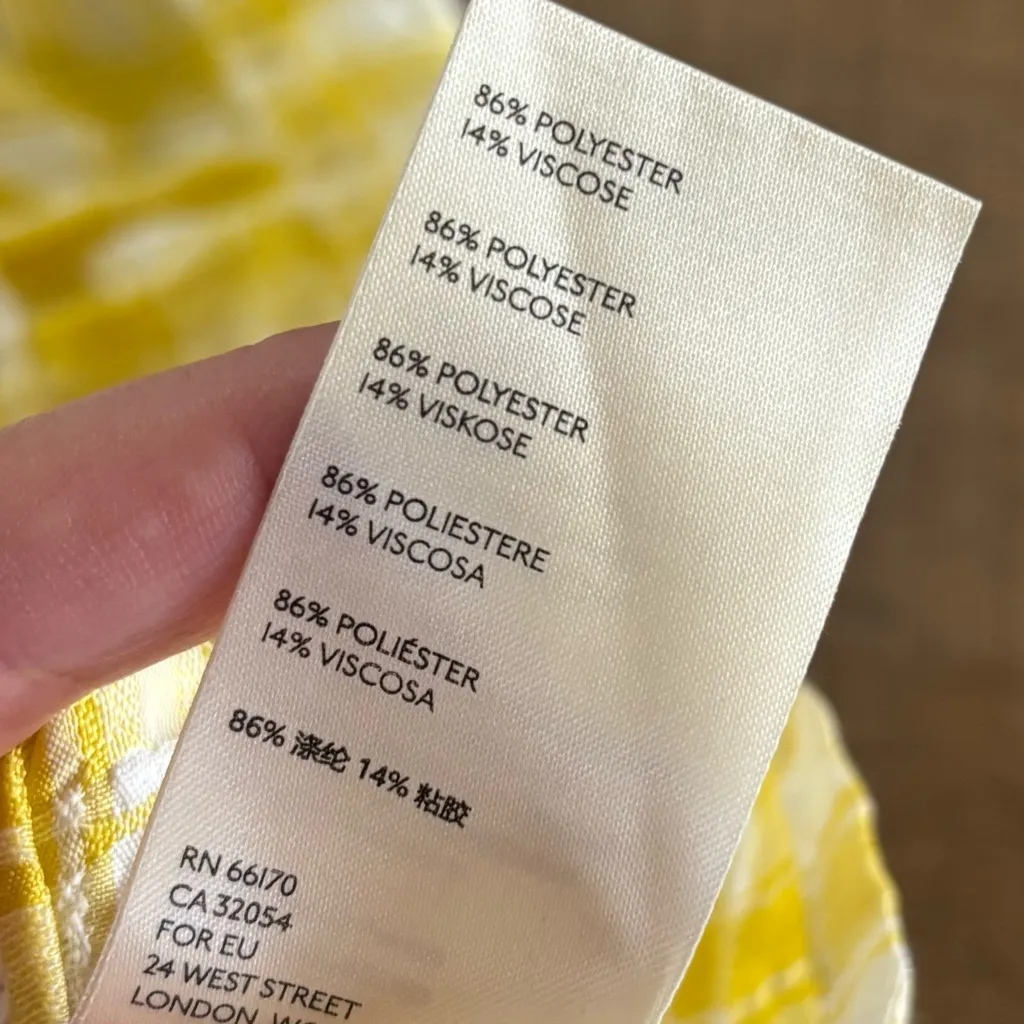 86% POLYESTER
14% VISCOSE
86% POLYESTER
14% VISCOSE
86% POLYESTER
14% VISKOSE
86% POLIESTERE
14% VISCOSA
86% POLIÉSTER
14% VISCOSA
86% 涤纶 14% 粘胶
RN 66170
CA 32054
FOR EU
24 WEST STREET
LONDON,